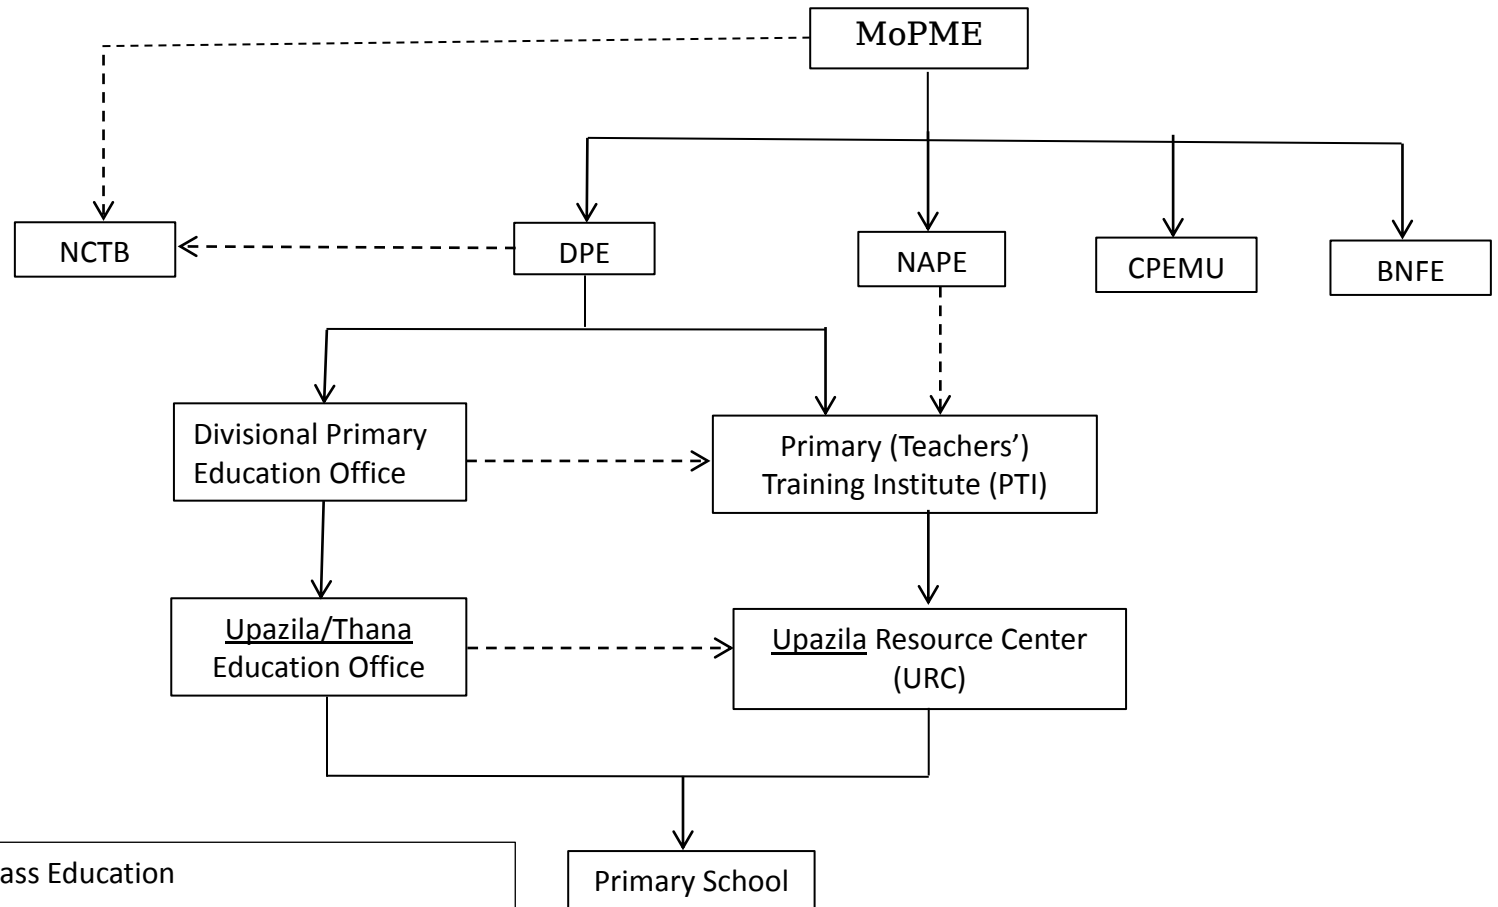 MoPME
NCTB
DPE
NAPE
CPEMU
BNFE
Divisional Primary
Education Office
Primary (Teachers’)
Training Institute (PTI)
Upazila/Thana
Education Office
Upazila Resource Center
(URC)
ass Education
Primary School